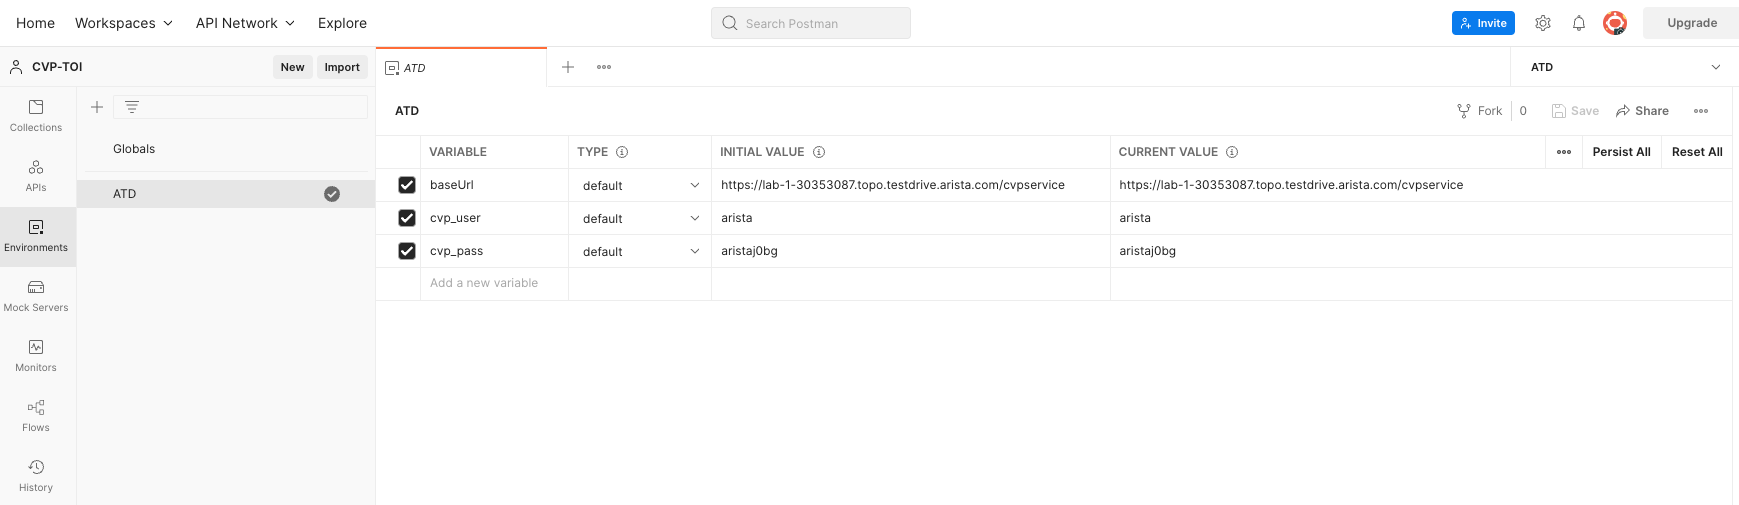 Home Workspaces API Network Explore Search Postman Invite Upgrade
CVP-TOI New Import ATD ATD
Collections
APIs
Environments
Mock Servers
Monitors
Flows
History
Globals
ATD
ATD Fork 0 Save Share
VARIABLE TYPE INITIAL VALUE CURRENT VALUE Persist All Reset All
baseUrl default https://lab-1-30353087.topo.testdrive.arista.com/cvpservice https://lab-1-30353087.topo.testdrive.arista.com/cvpservice
cvp_user default arista arista
cvp_pass default aristaj0bg aristaj0bg
Add a new variable